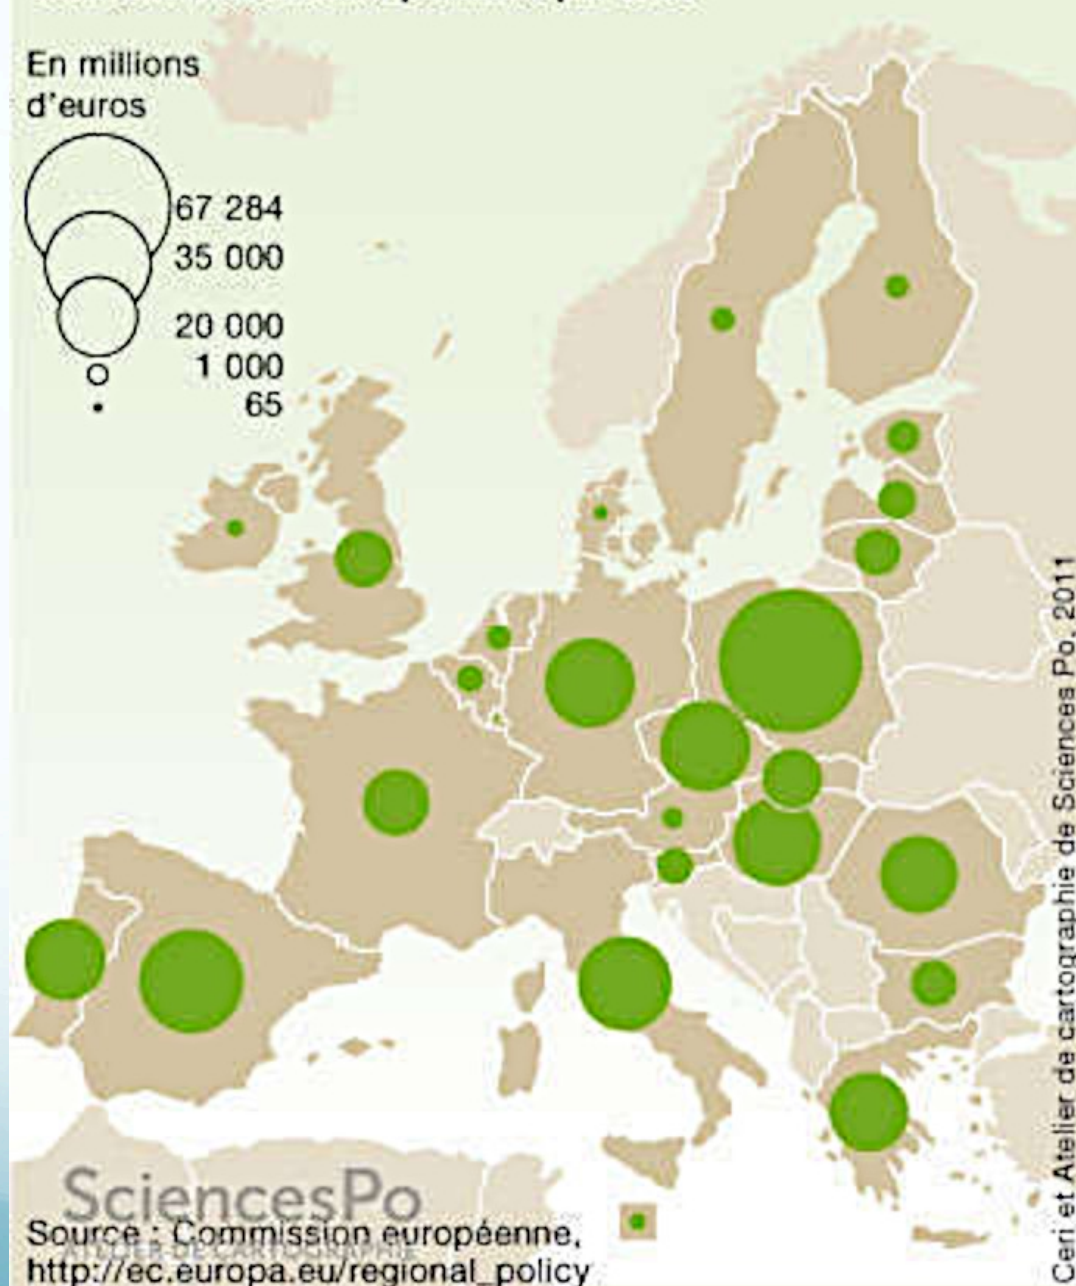 En millions
d'euros
67 284
35 000
20 000
1 000
65
Ceri et Atelier de cartographie de Sciences Po, 2011
SciencesPo
ATELIER DE CARTOGRAPHIE
Source : Commission européenne,
http://ec.europa.eu/regional_policy